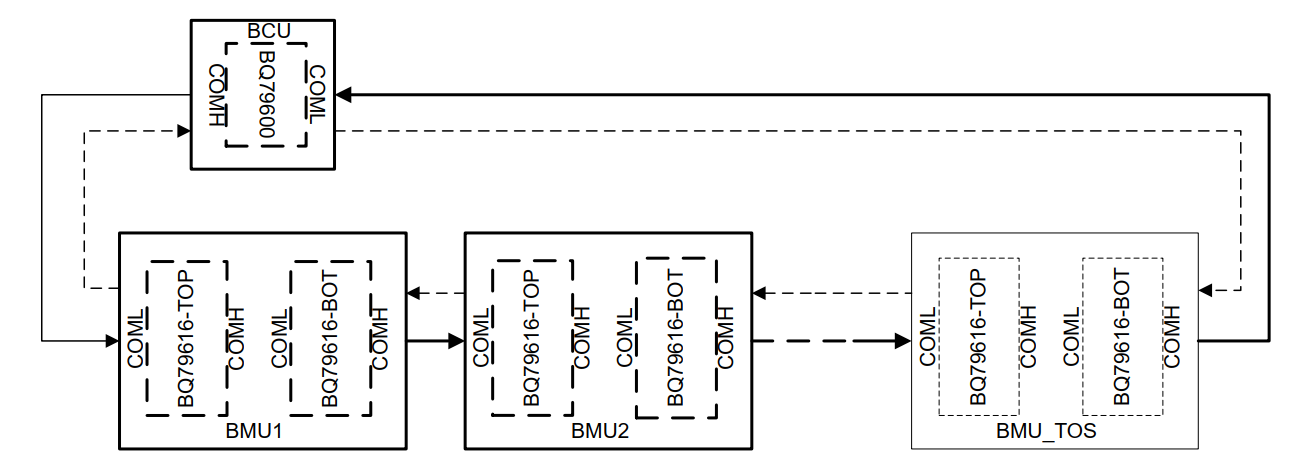 BCU
COMH
BQ79600
COML
COML
BQ79616-TOP
COMH
COML
BQ79616-BOT
COMH
BMU1
COML
BQ79616-TOP
COMH
COML
BQ79616-BOT
COMH
BMU2
COML
BQ79616-TOP
COMH
COML
BQ79616-BOT
COMH
BMU_TOS